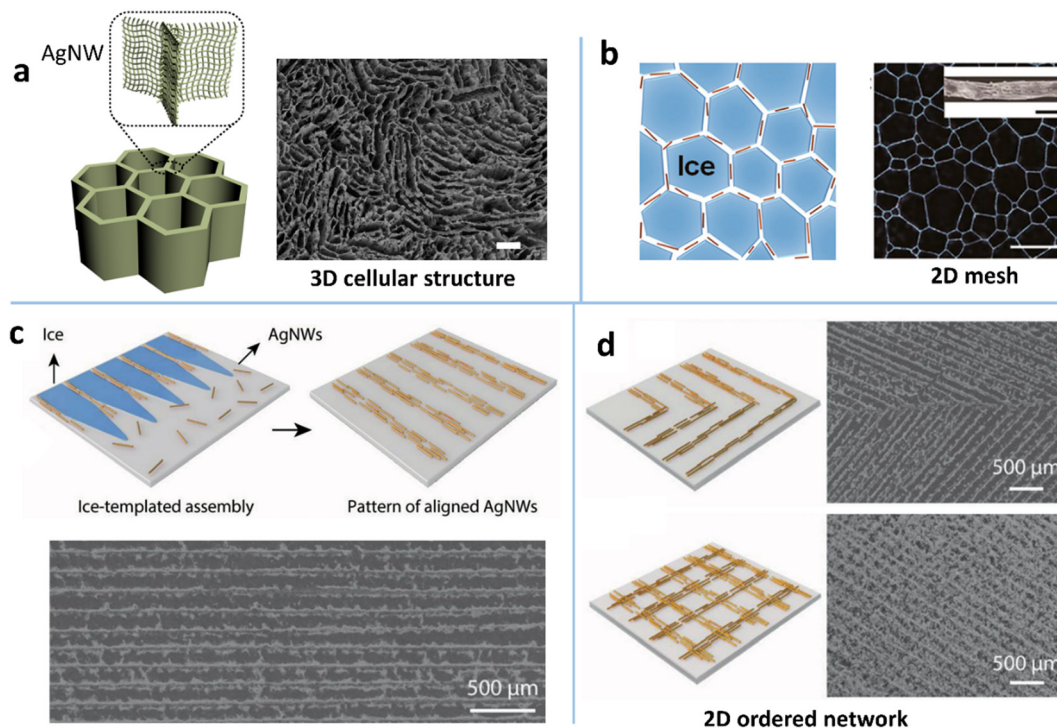 a
AgNW
3D cellular structure
b
Ice
2D mesh
c
Ice
AgNWs
Ice-templated assembly
Pattern of aligned AgNWs
500 µm
d
500 µm
500 µm
2D ordered network